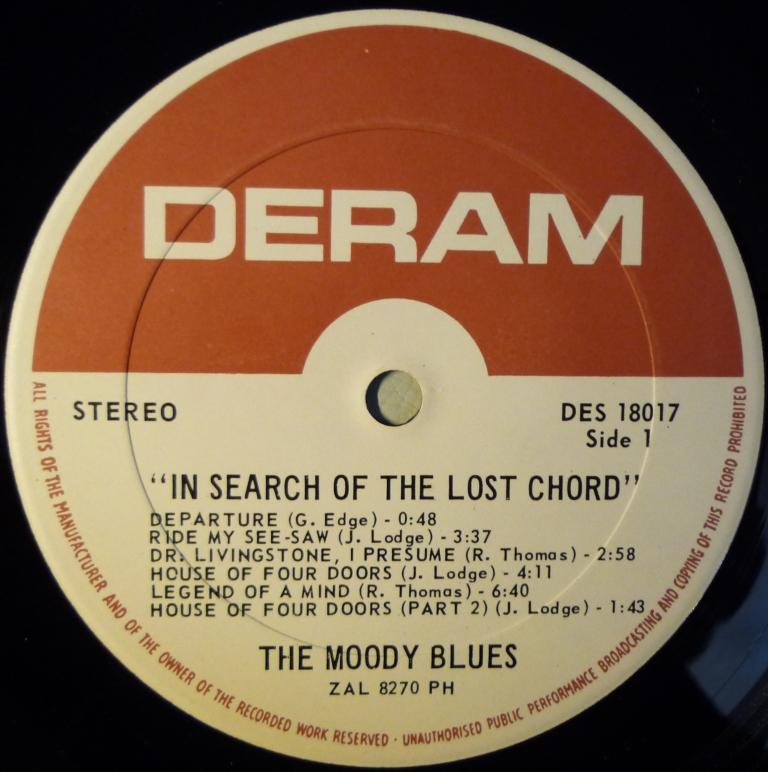 DERAM
STEREO
DES 18017
Side 1
"IN SEARCH OF THE LOST CHORD"
DEPARTURE (G. Edge) - 0:48
RIDE MY SEE-SAW (J. Lodge) - 3:37
DR. LIVINGSTONE, I PRESUME (R. Thomas) - 2:58
HOUSE OF FOUR DOORS (J. Lodge) - 4:11
LEGEND OF A MIND (R. Thomas) - 6:40
HOUSE OF FOUR DOORS (PART 2) (J. Lodge) - 1:43
THE MOODY BLUES
ZAL 8270 PH
ALL RIGHTS OF THE MANUFACTURER AND OF THE OWNER OF THE RECORDED WORK RESERVED · UNAUTHORISED PUBLIC PERFORMANCE BROADCASTING AND COPYING OF THIS RECORD PROHIBITED